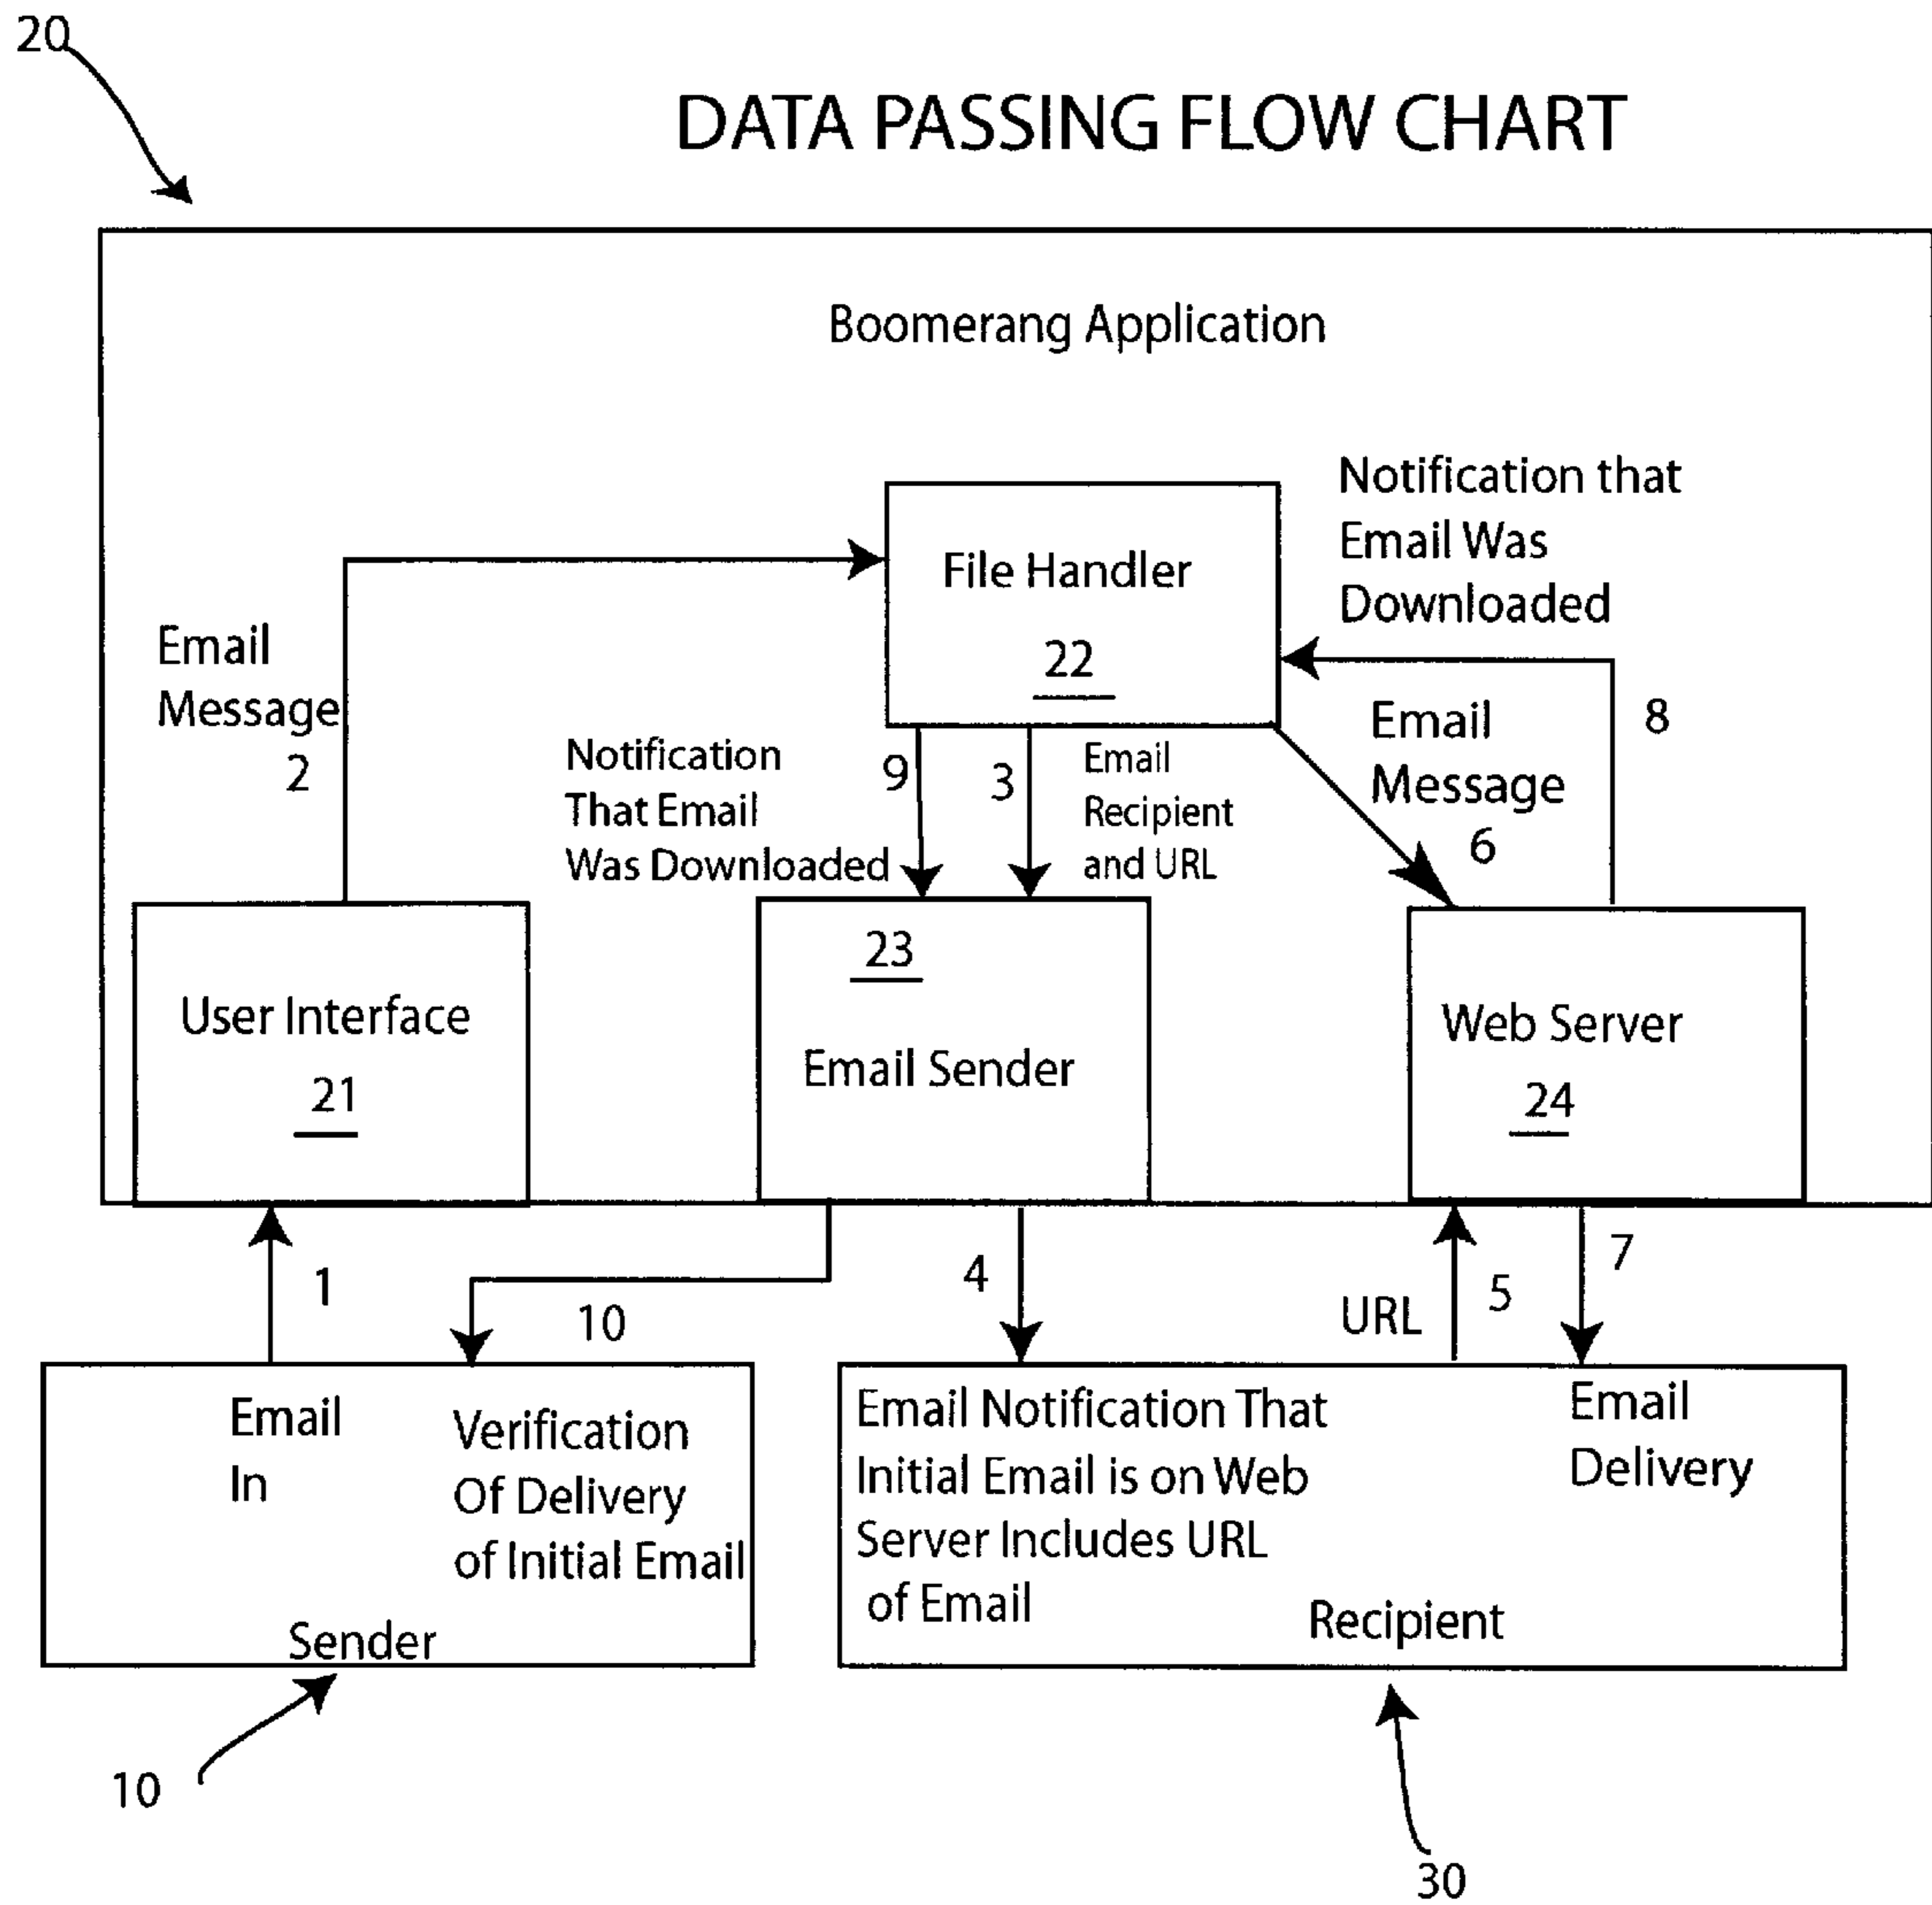 20
DATA PASSING FLOW CHART
Boomerang Application
Notification that
Email Was
Downloaded
File Handler
22
Email
Message
2
8
Email
Message
6
Notification
That Email
Was Downloaded
9
3
Email
Recipient
and URL
User Interface
21
23
Email Sender
Web Server
24
1
10
4
URL
5
7
Email
In
Verification
Of Delivery
of Initial Email
Sender
Email Notification That
Initial Email is on Web
Server Includes URL
of Email
Email
Delivery
Recipient
10
30